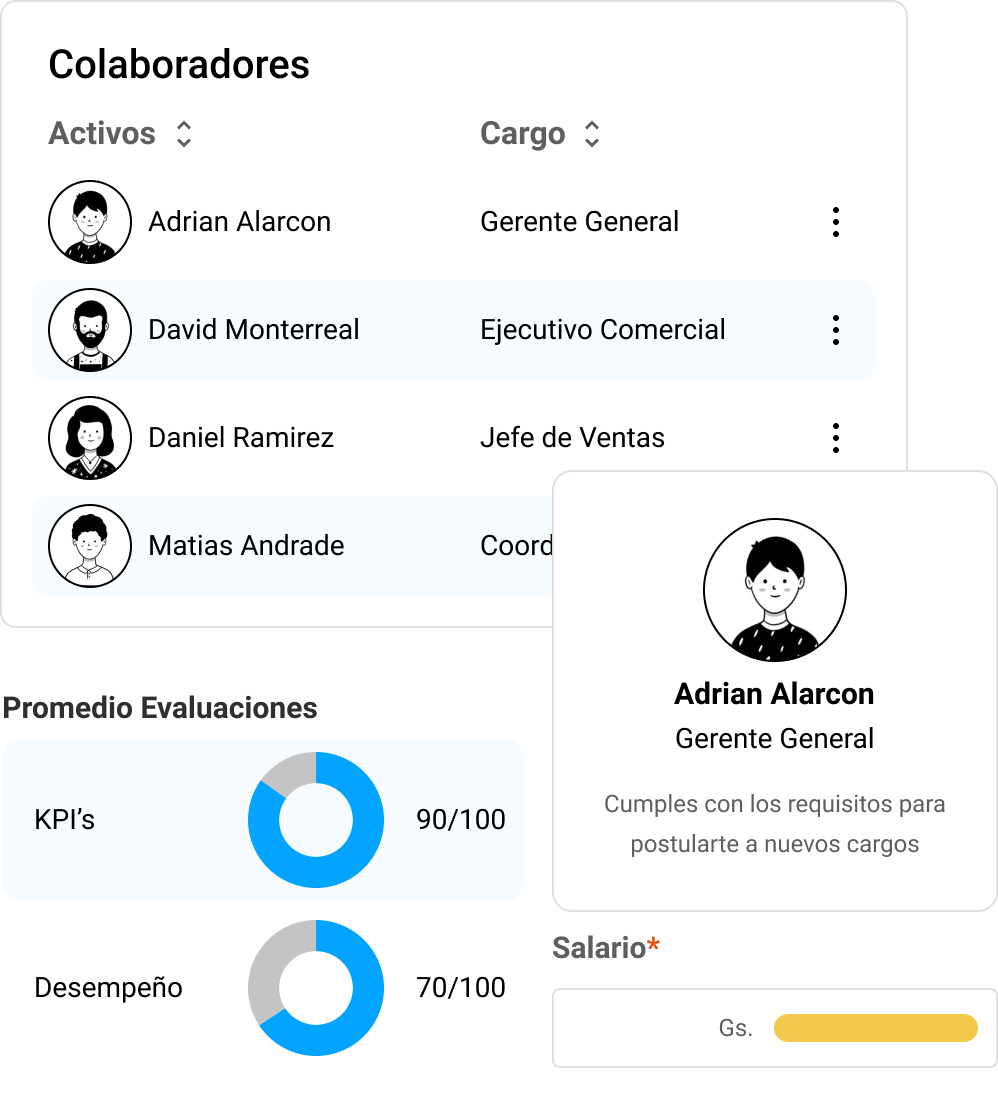 Colaboradores
Activos Cargo
Adrian Alarcon Gerente General
David Monterreal Ejecutivo Comercial
Daniel Ramirez Jefe de Ventas
Matias Andrade Coord
Adrian Alarcon
Gerente General
Cumples con los requisitos para
postularte a nuevos cargos
Promedio Evaluaciones
KPI’s 90/100
Desempeño 70/100
Salario*
Gs.